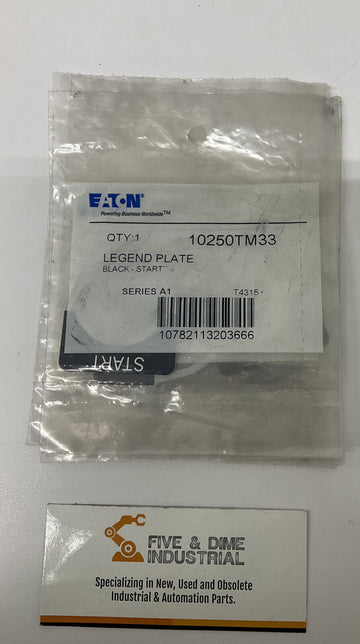 EATON
Powering Business Worldwide™
QTY:1 10250TM33
LEGEND PLATE
BLACK - START
SERIES A1 T4315 -
10782113203666
START
FIVE & DIME
INDUSTRIAL
Specializing in New, Used and Obsolete
Industrial & Automation Parts.